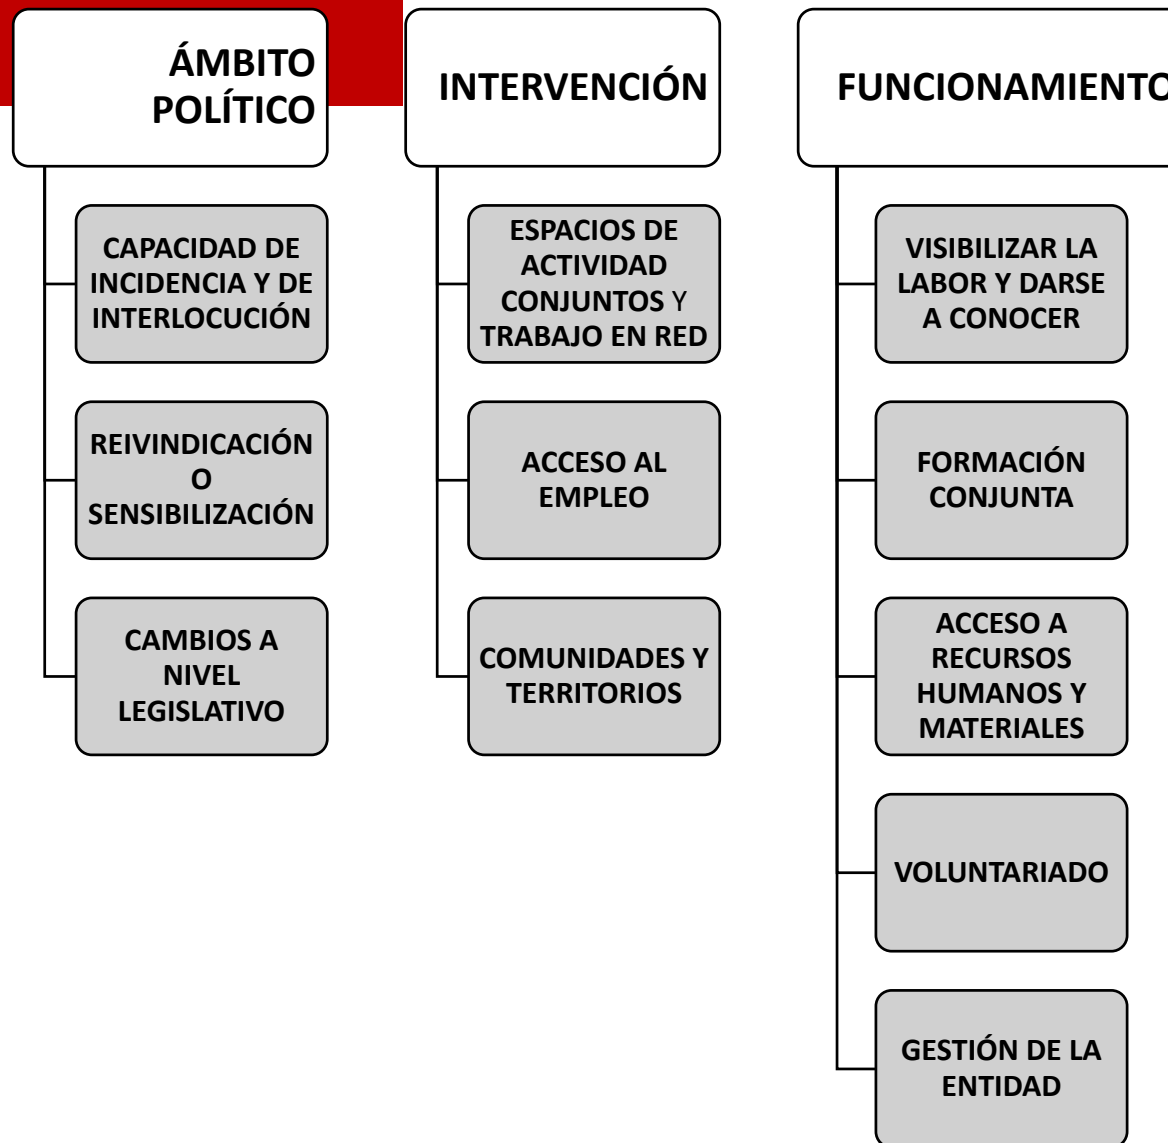 ÁMBITO
POLÍTICO
CAPACIDAD DE
INCIDENCIA Y DE
INTERLOCUCIÓN
REIVINDICACIÓN
O
SENSIBILIZACIÓN
CAMBIOS A
NIVEL
LEGISLATIVO
INTERVENCIÓN
ESPACIOS DE
ACTIVIDAD
CONJUNTOS Y
TRABAJO EN RED
ACCESO AL
EMPLEO
COMUNIDADES Y
TERRITORIOS
FUNCIONAMIENTO
VISIBILIZAR LA
LABOR Y DARSE
A CONOCER
FORMACIÓN
CONJUNTA
ACCESO A
RECURSOS
HUMANOS Y
MATERIALES
VOLUNTARIADO
GESTIÓN DE LA
ENTIDAD